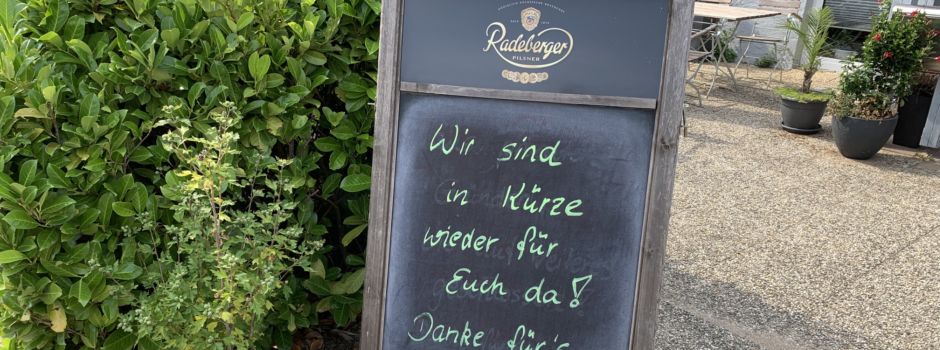 Radeberger
PILSNER
Wir sind
in Kürze
wieder für
Euch da!
Danke für's